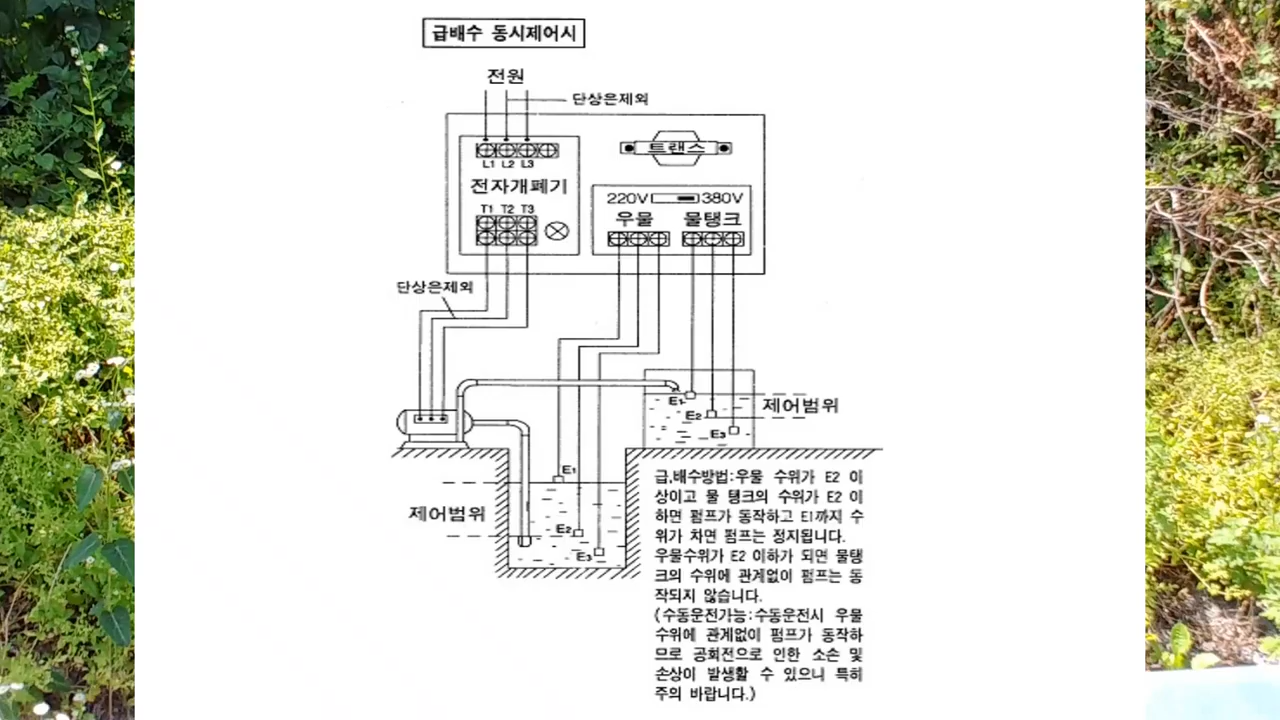 급배수 동시제어시
전원
단상은제외
트랜스
L1 L2 L3
전자개폐기
220V 380V
T1 T2 T3
우물 물탱크
단상은제외
E1
제어범위
E2
E3
E1
제어범위
E2
E3
급,배수방법:우물 수위가 E2 이
상이고 물 탱크의 수위가 E2 이
하면 펌프가 동작하고 E1까지 수
위가 차면 펌프는 정지됩니다.
우물수위가 E2 이하가 되면 물탱
크의 수위에 관계없이 펌프는 동
작되지 않습니다.
(수동운전가능:수동운전시 우물
수위에 관계없이 펌프가 동작하
므로 공회전으로 인한 소손 및
손상이 발생활 수 있으니 특히
주의 바랍니다.)